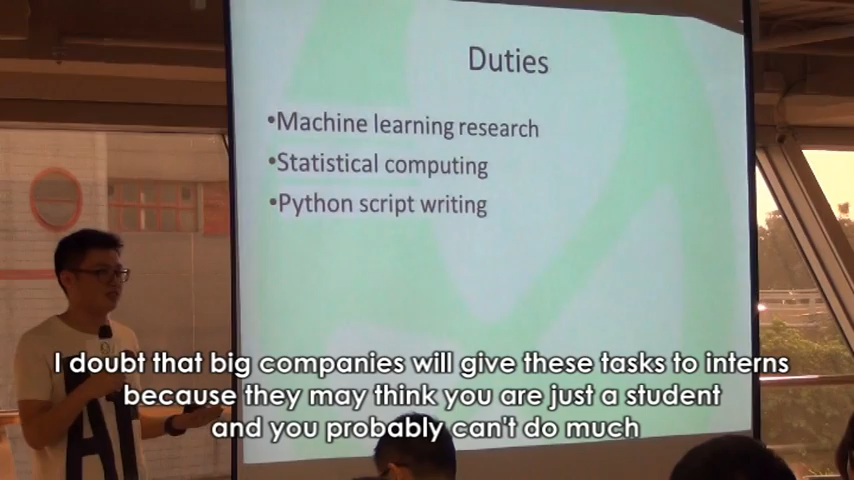 Duties
•Machine learning research
•Statistical computing
•Python script writing
I doubt that big companies will give these tasks to interns
because they may think you are just a student
and you probably can't do much